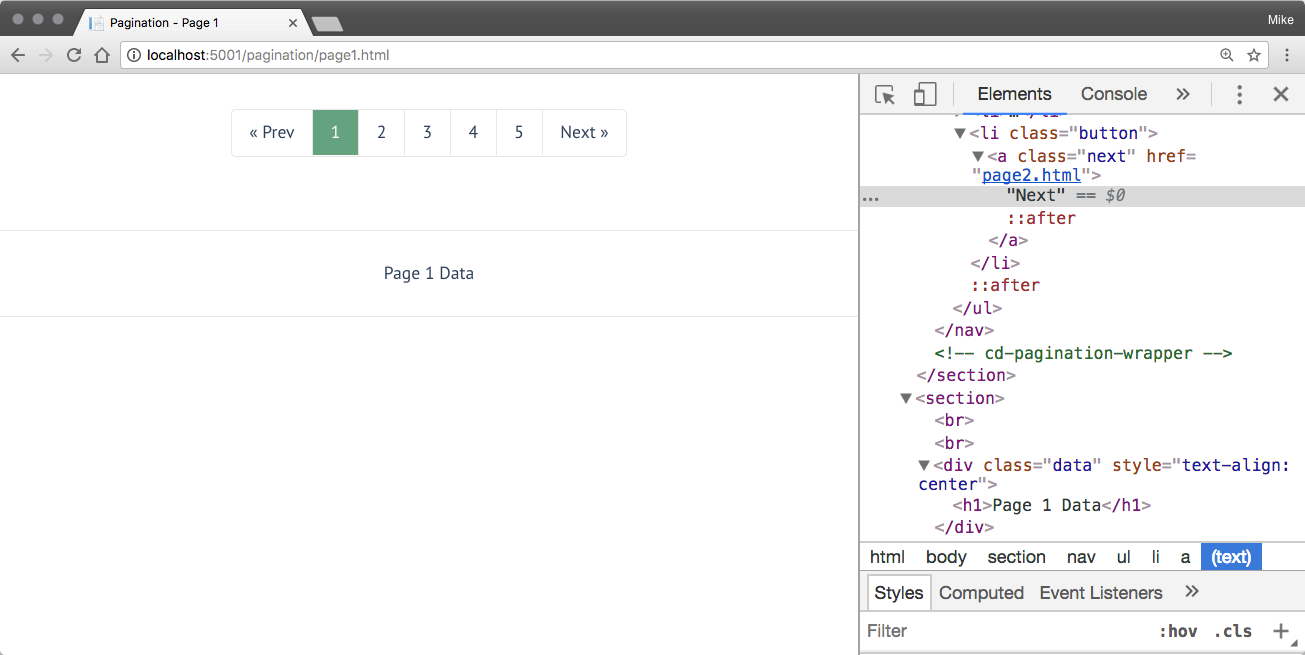 Pagination - Page 1
Mike
localhost:5001/pagination/page1.html
« Prev 1 2 3 4 5 Next »
Page 1 Data
Elements Console »
<li class="button">
<a class="next" href=
"page2.html">
... "Next" == $0
::after
</a>
</li>
::after
</ul>
</nav>
<!-- cd-pagination-wrapper -->
</section>
<section>
<br>
<br>
<div class="data" style="text-align:
center">
<h1>Page 1 Data</h1>
</div>
html body section nav ul li a (text)
Styles Computed Event Listeners »
Filter :hov .cls +